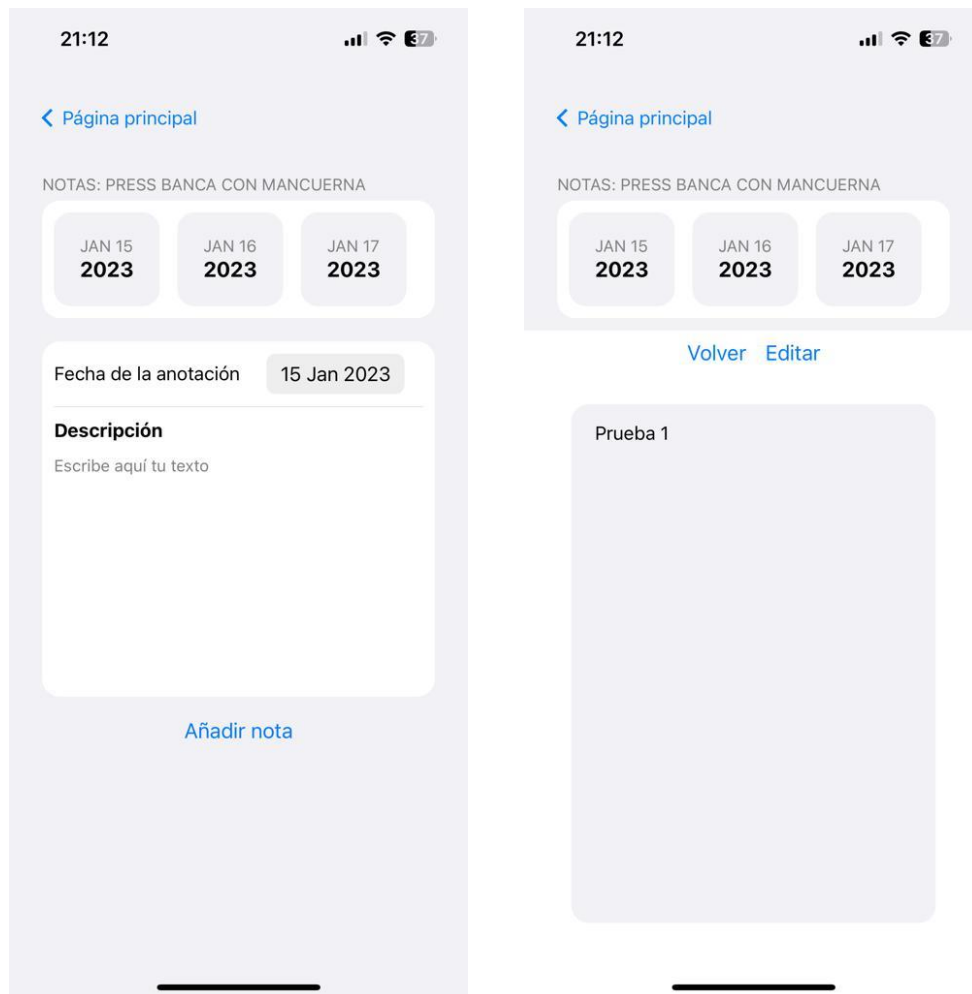 21:12
37
Página principal
NOTAS: PRESS BANCA CON MANCUERNA
JAN 15
2023
JAN 16
2023
JAN 17
2023
Fecha de la anotación 15 Jan 2023
Descripción
Escribe aquí tu texto
Añadir nota
21:12
37
Página principal
NOTAS: PRESS BANCA CON MANCUERNA
JAN 15
2023
JAN 16
2023
JAN 17
2023
Volver Editar
Prueba 1